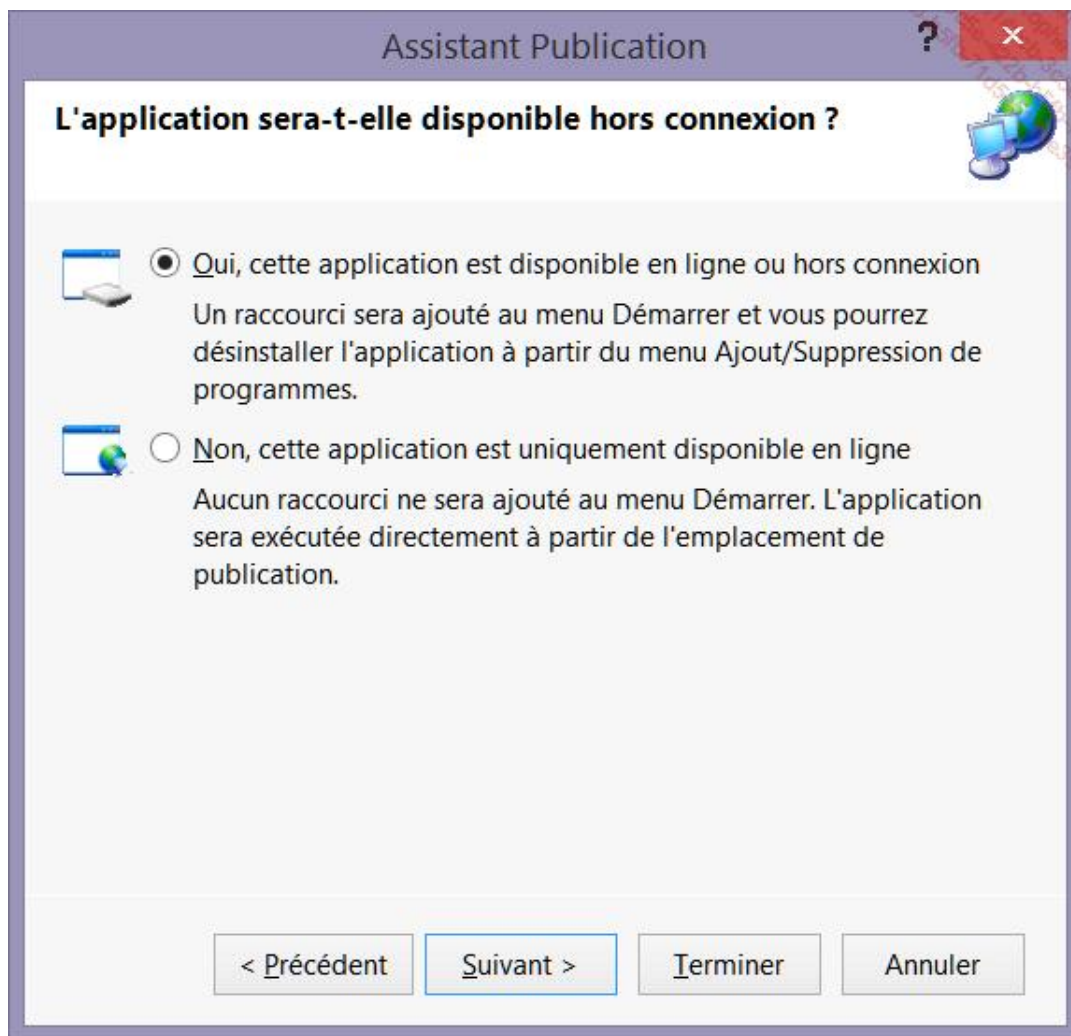 Assistant Publication
?
x
L'application sera-t-elle disponible hors connexion ?
Oui, cette application est disponible en ligne ou hors connexion
Un raccourci sera ajouté au menu Démarrer et vous pourrez
désinstaller l'application à partir du menu Ajout/Suppression de
programmes.
Non, cette application est uniquement disponible en ligne
Aucun raccourci ne sera ajouté au menu Démarrer. L'application
sera exécutée directement à partir de l'emplacement de
publication.
< Précédent
Suivant >
Terminer
Annuler